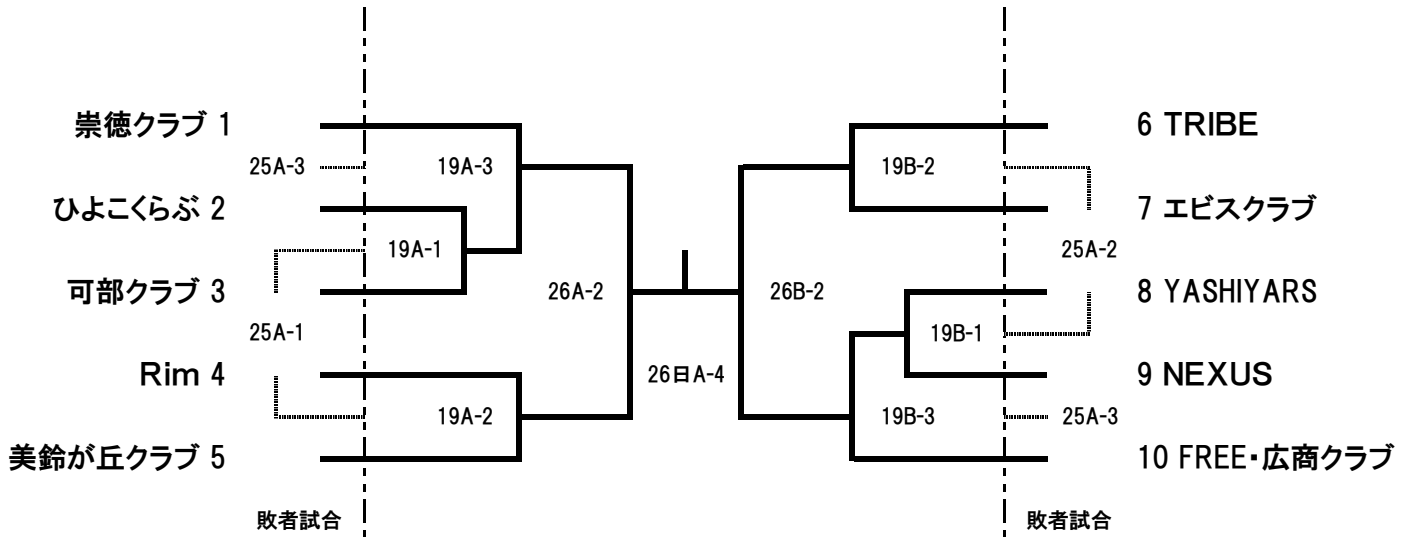 崇徳クラブ 1
25A-3
19A-3
ひよこくらぶ 2
19A-1
可部クラブ 3
25A-1
26A-2
Rim 4
19A-2
美鈴が丘クラブ 5
敗者試合
26日A-4
6 TRIBE
19B-2
7 エビスクラブ
25A-2
26B-2
8 YASHIYARS
19B-1
9 NEXUS
19B-3
25A-3
10 FREE・広商クラブ
敗者試合